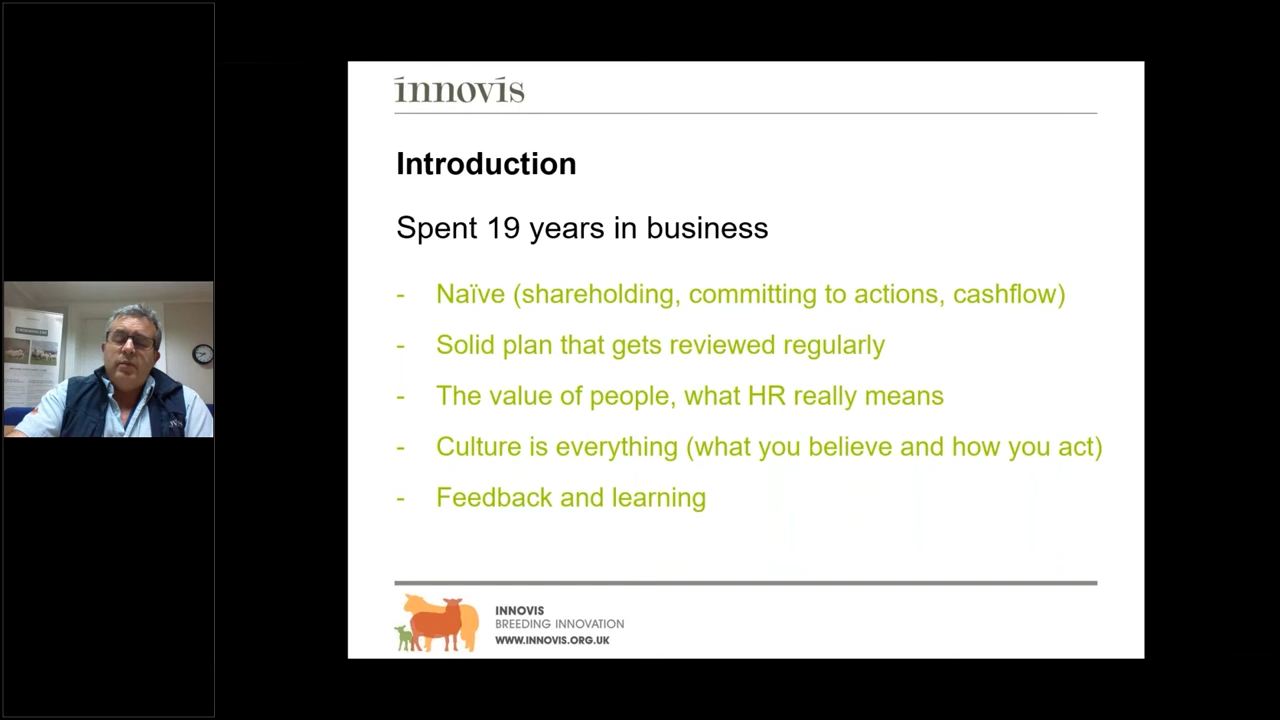 innovis
Introduction
Spent 19 years in business
- Naïve (shareholding, committing to actions, cashflow)
- Solid plan that gets reviewed regularly
- The value of people, what HR really means
- Culture is everything (what you believe and how you act)
- Feedback and learning
INNOVIS
BREEDING INNOVATION
WWW.INNOVIS.ORG.UK